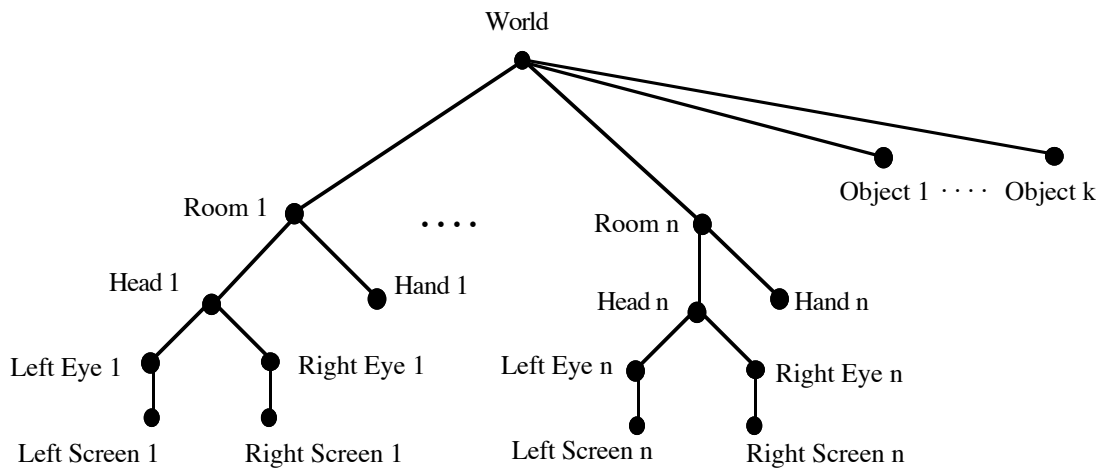 World
Object 1 · · · · Object k
Room 1
. . . .
Room n
Head 1
Hand 1
Head n
Hand n
Left Eye 1
Right Eye 1
Left Eye n
Right Eye n
Left Screen 1
Right Screen 1
Left Screen n
Right Screen n